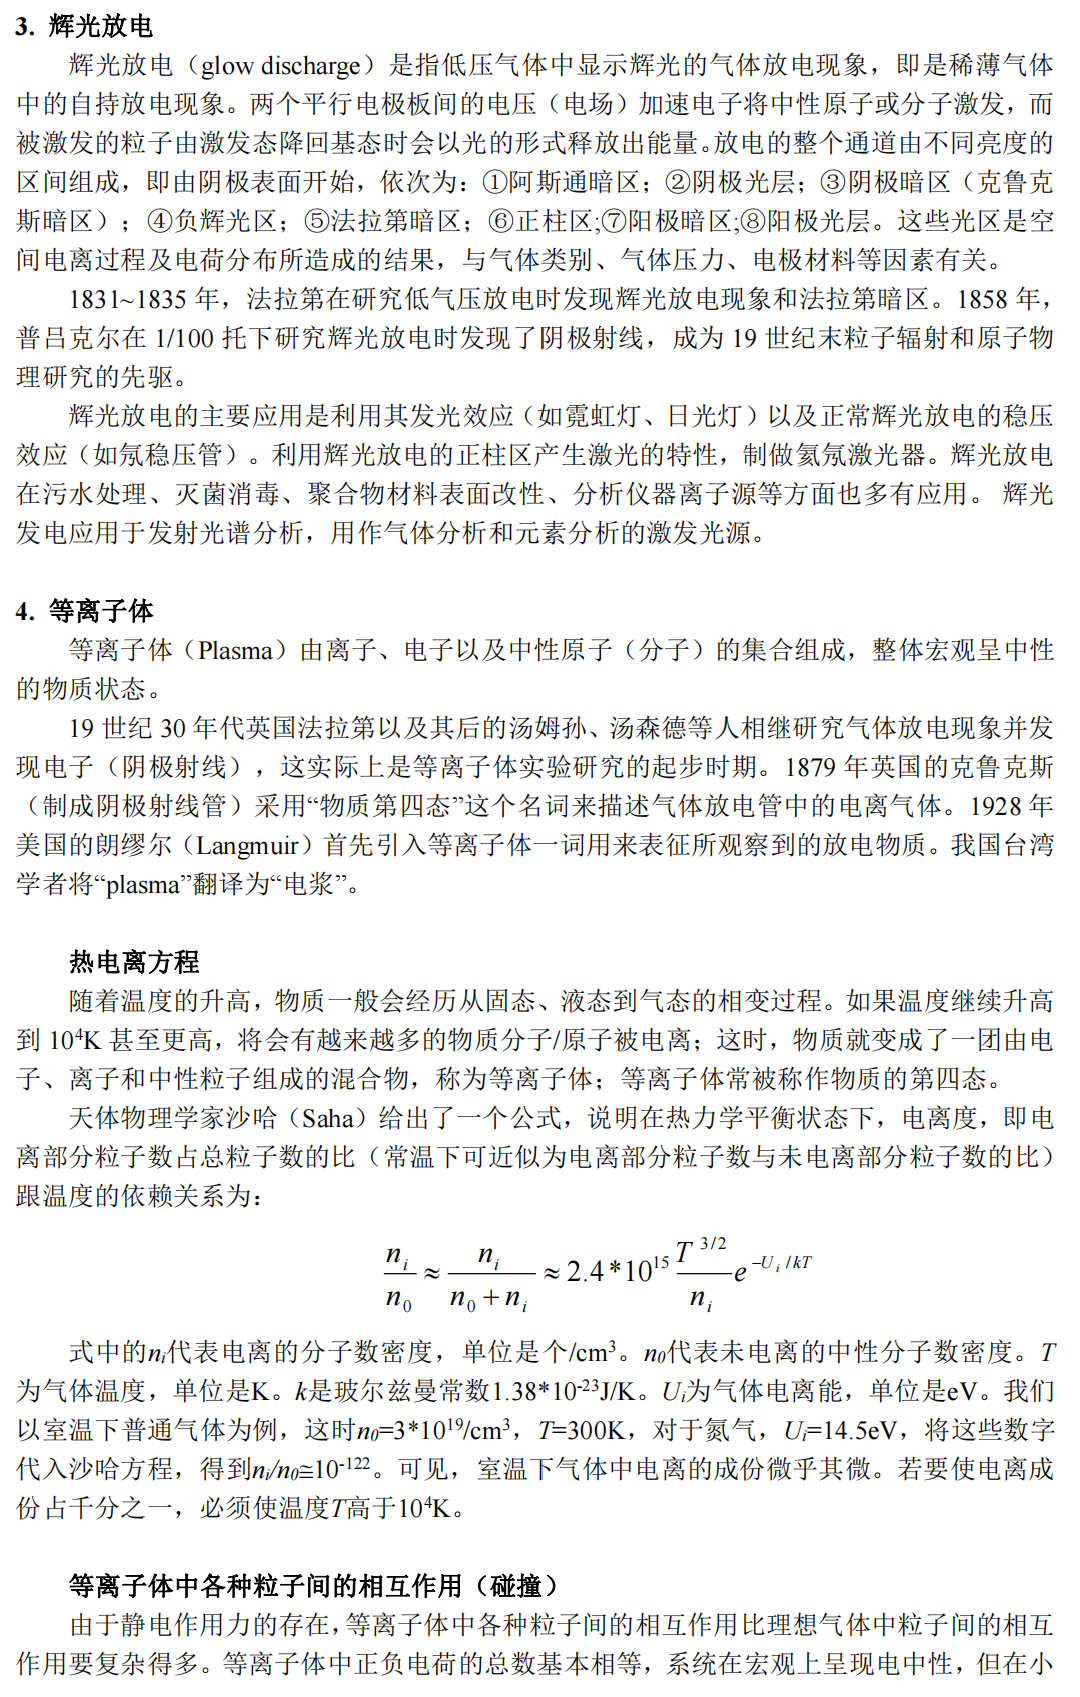 3. 辉光放电
辉光放电（glow discharge）是指低压气体中显示辉光的气体放电现象，即是稀薄气体
中的自持放电现象。两个平行电极板间的电压（电场）加速电子将中性原子或分子激发，而
被激发的粒子由激发态降回基态时会以光的形式释放出能量。放电的整个通道由不同亮度的
区间组成，即由阴极表面开始，依次为：①阿斯通暗区；②阴极光层；③阴极暗区（克鲁克
斯暗区）；④负辉光区；⑤法拉第暗区；⑥正柱区;⑦阳极暗区;⑧阳极光层。这些光区是空
间电离过程及电荷分布所造成的结果，与气体类别、气体压力、电极材料等因素有关。
1831~1835 年，法拉第在研究低气压放电时发现辉光放电现象和法拉第暗区。1858 年，
普吕克尔在 1/100 托下研究辉光放电时发现了阴极射线，成为 19 世纪末粒子辐射和原子物
理研究的先驱。
辉光放电的主要应用是利用其发光效应（如霓虹灯、日光灯）以及正常辉光放电的稳压
效应（如氖稳压管）。利用辉光放电的正柱区产生激光的特性，制做氦氖激光器。辉光放电
在污水处理、灭菌消毒、聚合物材料表面改性、分析仪器离子源等方面也多有应用。 辉光
发电应用于发射光谱分析，用作气体分析和元素分析的激发光源。
4. 等离子体
等离子体（Plasma）由离子、电子以及中性原子（分子）的集合组成，整体宏观呈中性
的物质状态。
19 世纪 30 年代英国法拉第以及其后的汤姆孙、汤森德等人相继研究气体放电现象并发
现电子（阴极射线），这实际上是等离子体实验研究的起步时期。1879 年英国的克鲁克斯
（制成阴极射线管）采用“物质第四态”这个名词来描述气体放电管中的电离气体。1928 年
美国的朗缪尔（Langmuir）首先引入等离子体一词用来表征所观察到的放电物质。我国台湾
学者将“plasma”翻译为“电浆”。
热电离方程
随着温度的升高，物质一般会经历从固态、液态到气态的相变过程。如果温度继续升高
到 10⁴K 甚至更高，将会有越来越多的物质分子/原子被电离；这时，物质就变成了一团由电
子、离子和中性粒子组成的混合物，称为等离子体；等离子体常被称作物质的第四态。
天体物理学家沙哈（Saha）给出了一个公式，说明在热力学平衡状态下，电离度，即电
离部分粒子数占总粒子数的比（常温下可近似为电离部分粒子数与未电离部分粒子数的比）
跟温度的依赖关系为：
n_i/n_0 ≈ n_i/(n_0 + n_i) ≈ 2.4*10^15 T^(3/2)/n_i e^(−U_i/kT)
式中的nᵢ代表电离的分子数密度，单位是个/cm³。n₀代表未电离的中性分子数密度。T
为气体温度，单位是K。k是玻尔兹曼常数1.38*10⁻²³J/K。Uᵢ为气体电离能，单位是eV。我们
以室温下普通气体为例，这时n₀=3*10¹⁹/cm³，T=300K，对于氮气，Uᵢ=14.5eV，将这些数字
代入沙哈方程，得到nᵢ/n₀≅10⁻¹²²。可见，室温下气体中电离的成份微乎其微。若要使电离成
份占千分之一，必须使温度T高于10⁴K。
等离子体中各种粒子间的相互作用（碰撞）
由于静电作用力的存在，等离子体中各种粒子间的相互作用比理想气体中粒子间的相互
作用要复杂得多。等离子体中正负电荷的总数基本相等，系统在宏观上呈现电中性，但在小